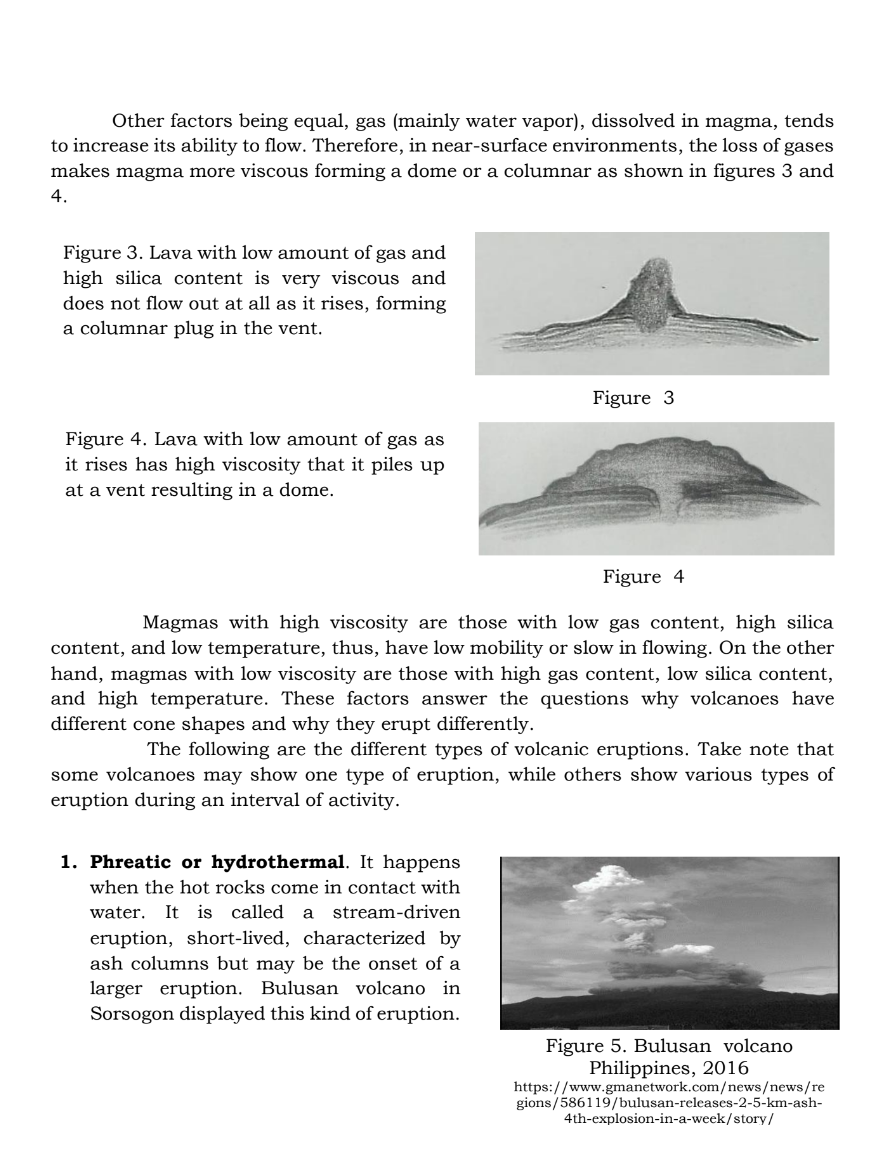 Other factors being equal, gas (mainly water vapor), dissolved in magma, tends
to increase its ability to flow. Therefore, in near-surface environments, the loss of gases
makes magma more viscous forming a dome or a columnar as shown in figures 3 and
4.
Figure 3. Lava with low amount of gas and
high silica content is very viscous and
does not flow out at all as it rises, forming
a columnar plug in the vent.
Figure 3
Figure 4. Lava with low amount of gas as
it rises has high viscosity that it piles up
at a vent resulting in a dome.
Figure 4
Magmas with high viscosity are those with low gas content, high silica
content, and low temperature, thus, have low mobility or slow in flowing. On the other
hand, magmas with low viscosity are those with high gas content, low silica content,
and high temperature. These factors answer the questions why volcanoes have
different cone shapes and why they erupt differently.
The following are the different types of volcanic eruptions. Take note that
some volcanoes may show one type of eruption, while others show various types of
eruption during an interval of activity.
1. Phreatic or hydrothermal. It happens
when the hot rocks come in contact with
water. It is called a stream-driven
eruption, short-lived, characterized by
ash columns but may be the onset of a
larger eruption. Bulusan volcano in
Sorsogon displayed this kind of eruption.
Figure 5. Bulusan volcano
Philippines, 2016
https://www.gmanetwork.com/news/news/re
gions/586119/bulusan-releases-2-5-km-ash-
4th-explosion-in-a-week/story/